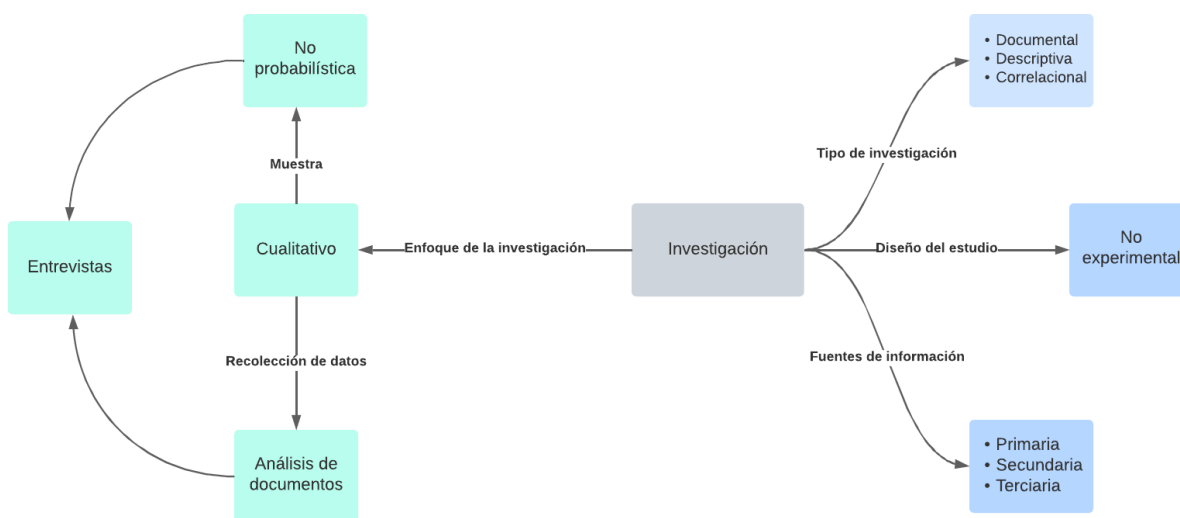 No
probabilística
• Documental
• Descriptiva
• Correlacional
Muestra
Tipo de investigación
Entrevistas
Cualitativo
Enfoque de la investigación
Investigación
Diseño del estudio
No
experimental
Recolección de datos
Fuentes de información
Análisis de
documentos
• Primaria
• Secundaria
• Terciaria